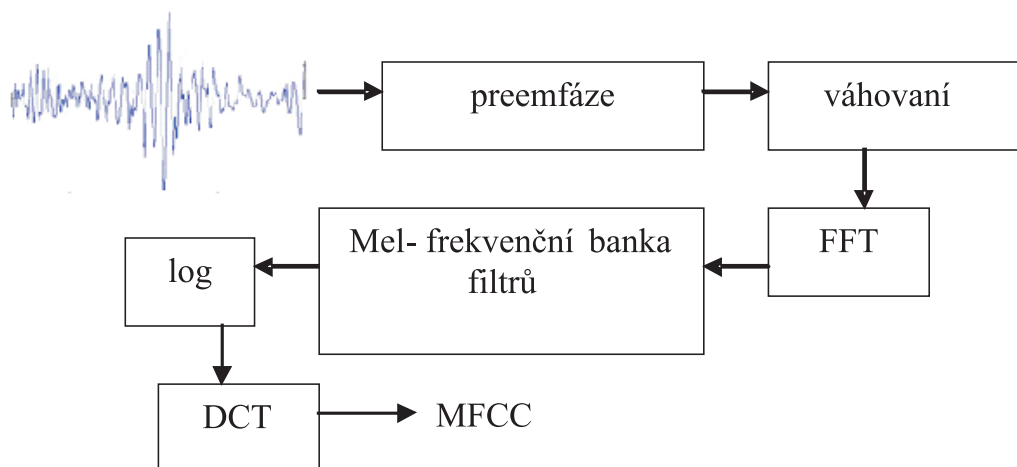 preemfáze
váhovaní
FFT
Mel- frekvenční banka
filtrů
log
DCT
MFCC